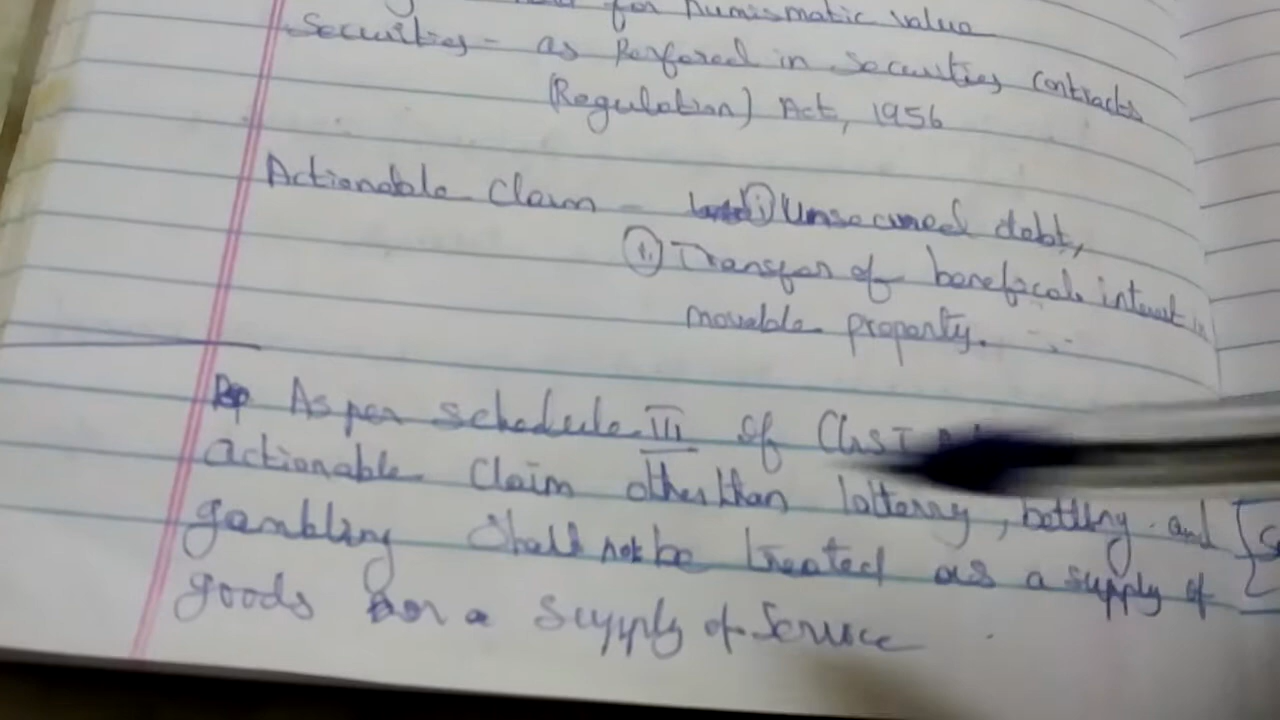 for numismatic value
Securities - as Referred in Securities Contracts
(Regulation) Act, 1956
Actionable Claim - (i) Unsecured debt,
(ii) Transfer of beneficale interest in
movable property.
As per schedule III of CGST
actionable Claim other than lottery, betting and
gambling Shall not be treated as a supply of
goods or a Supply of Service